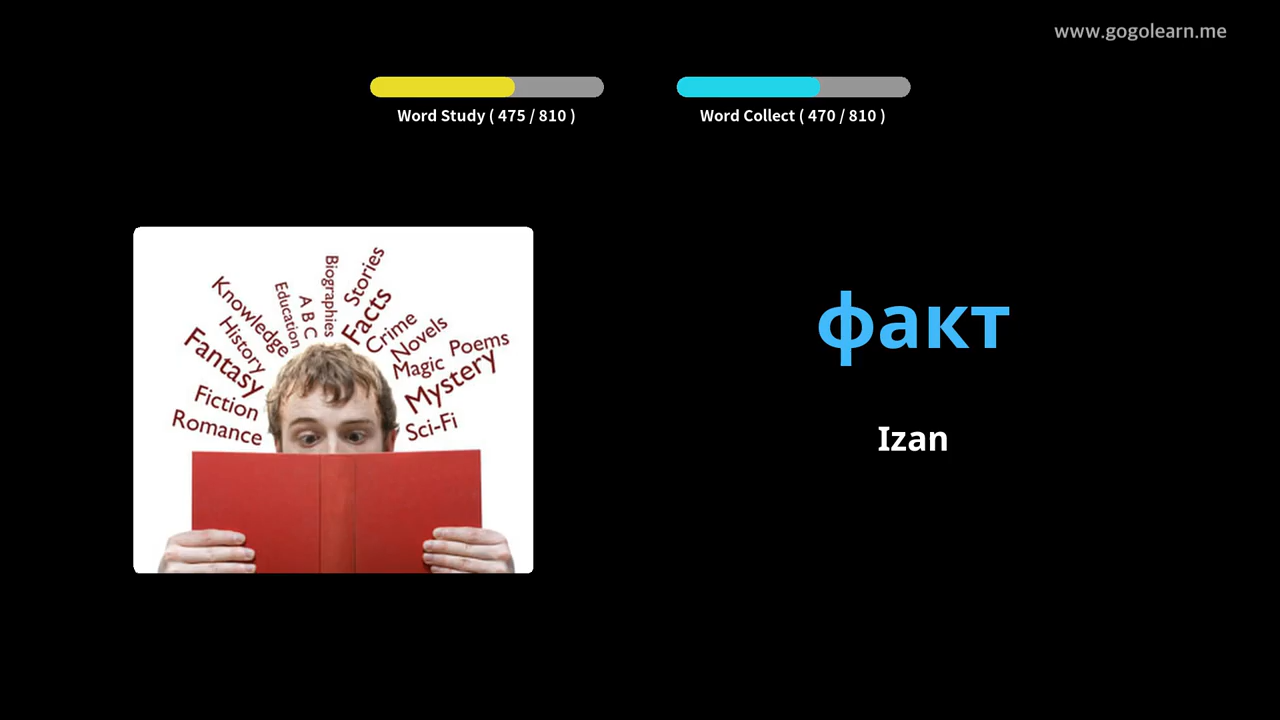 www.gogolearn.me
Word Study ( 475 / 810 )
Word Collect ( 470 / 810 )
Knowledge
History
Fantasy
Fiction
Romance
Education
A B C
Biographies
Stories
Facts
Crime
Novels
Magic
Poems
Mystery
Sci-Fi
факт
Izan